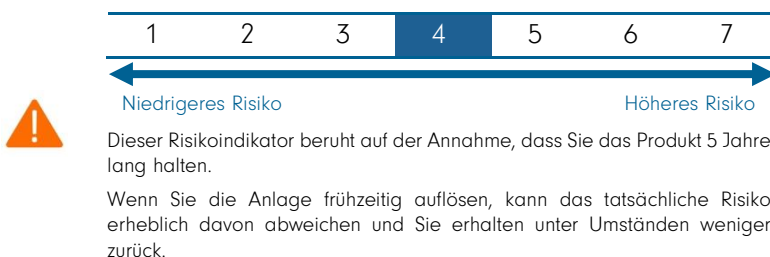 1 2 3 4 5 6 7
Niedrigeres Risiko Höheres Risiko
Dieser Risikoindikator beruht auf der Annahme, dass Sie das Produkt 5 Jahre
lang halten.
Wenn Sie die Anlage frühzeitig auflösen, kann das tatsächliche Risiko
erheblich davon abweichen und Sie erhalten unter Umständen weniger
zurück.